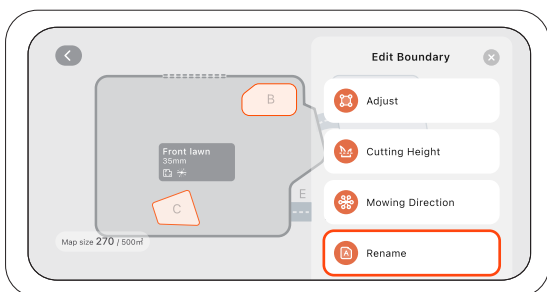 Edit Boundary
B
Adjust
Front lawn
35mm
Cutting Height
E
C
Mowing Direction
Map size 270 / 500㎡
A
Rename